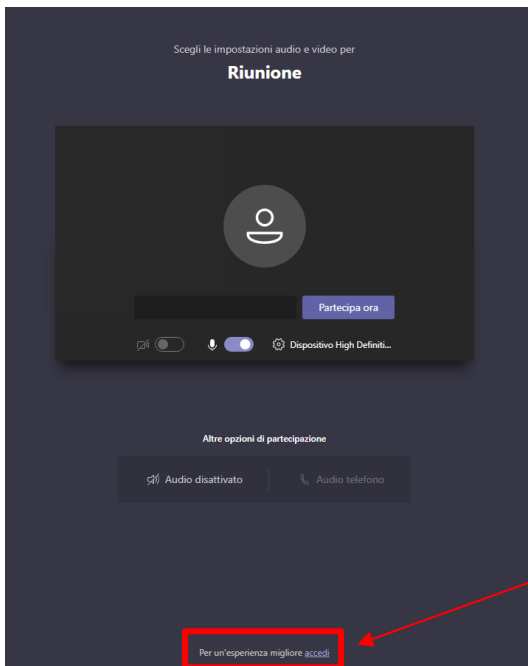 Scegli le impostazioni audio e video per
Riunione
Partecipa ora
Dispositivo High Definiti...
Altre opzioni di partecipazione
Audio disattivato
Audio telefono
Per un'esperienza migliore accedi